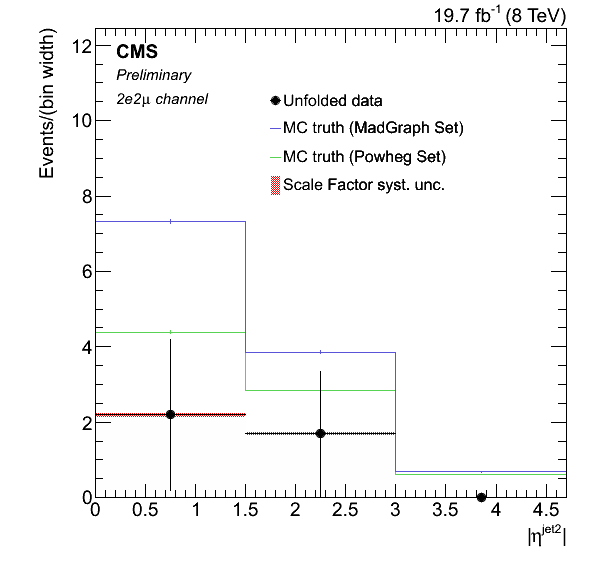 19.7 fb⁻¹ (8 TeV)
CMS
Preliminary
2e2μ channel
Unfolded data
MC truth (MadGraph Set)
MC truth (Powheg Set)
Scale Factor syst. unc.
Events/(bin width)
12
10
8
6
4
2
0
0 0.5 1 1.5 2 2.5 3 3.5 4 4.5
|η^jet2|